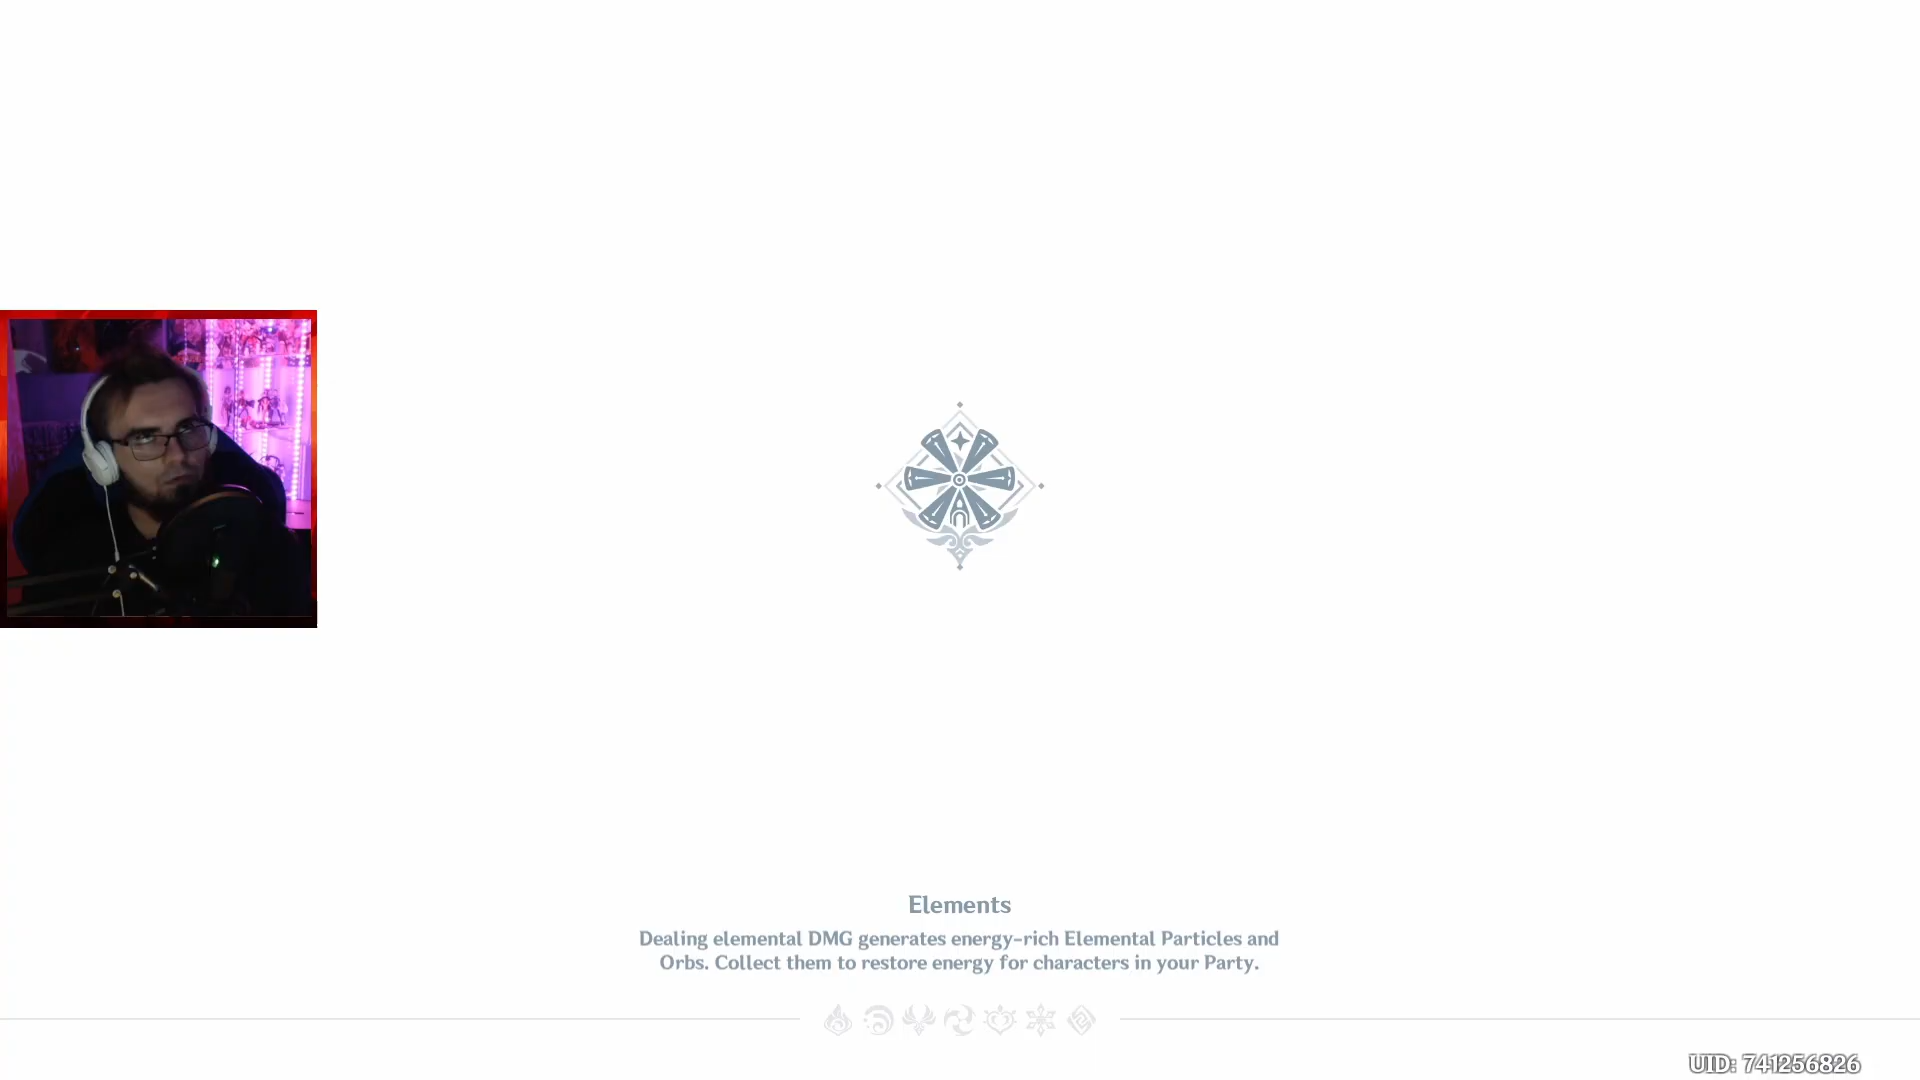 Elements
Dealing elemental DMG generates energy-rich Elemental Particles and
Orbs. Collect them to restore energy for characters in your Party.
UID: 741256826